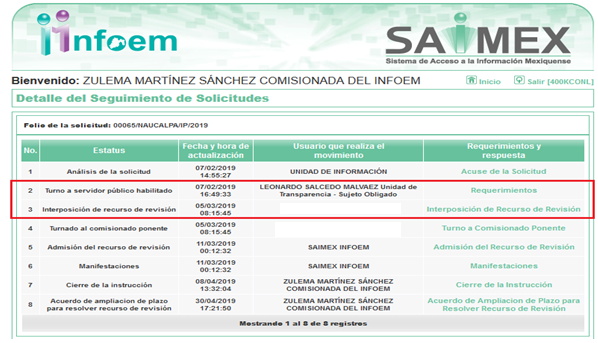 infoem
SAIMEX
Sistema de Acceso a la Información Mexiquense
Bienvenido: ZULEMA MARTÍNEZ SÁNCHEZ COMISIONADA DEL INFOEM
Inicio Salir [400KCONL]
Detalle del Seguimiento de Solicitudes
Folio de la solicitud: 00065/NAUCALPA/IP/2019
No. Estatus Fecha y hora de actualización Usuario que realiza el movimiento Requerimientos y respuesta
1 Análisis de la Solicitud 07/02/2019 14:55:27 UNIDAD DE INFORMACIÓN Acuse de la Solicitud
2 Turno a servidor público habilitado 07/02/2019 16:49:33 LEONARDO SALCEDO MALVAEZ Unidad de Transparencia - Sujeto Obligado Requerimientos
3 Interposición de recurso de revisión 05/03/2019 08:15:45 Interposición de Recurso de Revisión
4 Turnado al comisionado ponente 05/03/2019 08:15:45 Turno a Comisionado Ponente
5 Admisión del recurso de revisión 11/03/2019 00:12:32 SAIMEX INFOEM Admisión del Recurso de Revisión
6 Manifestaciones 11/03/2019 00:12:32 SAIMEX INFOEM Manifestaciones
7 Cierre de la instrucción 08/04/2019 13:32:04 ZULEMA MARTÍNEZ SÁNCHEZ COMISIONADA DEL INFOEM Cierre de la Instrucción
8 Acuerdo de ampliacion de plazo para resolver recurso de revisión 30/04/2019 17:21:50 ZULEMA MARTÍNEZ SÁNCHEZ COMISIONADA DEL INFOEM Acuerdo de Ampliacion de Plazo para Resolver Recurso de Revisión
Mostrando 1 al 8 de 8 registros